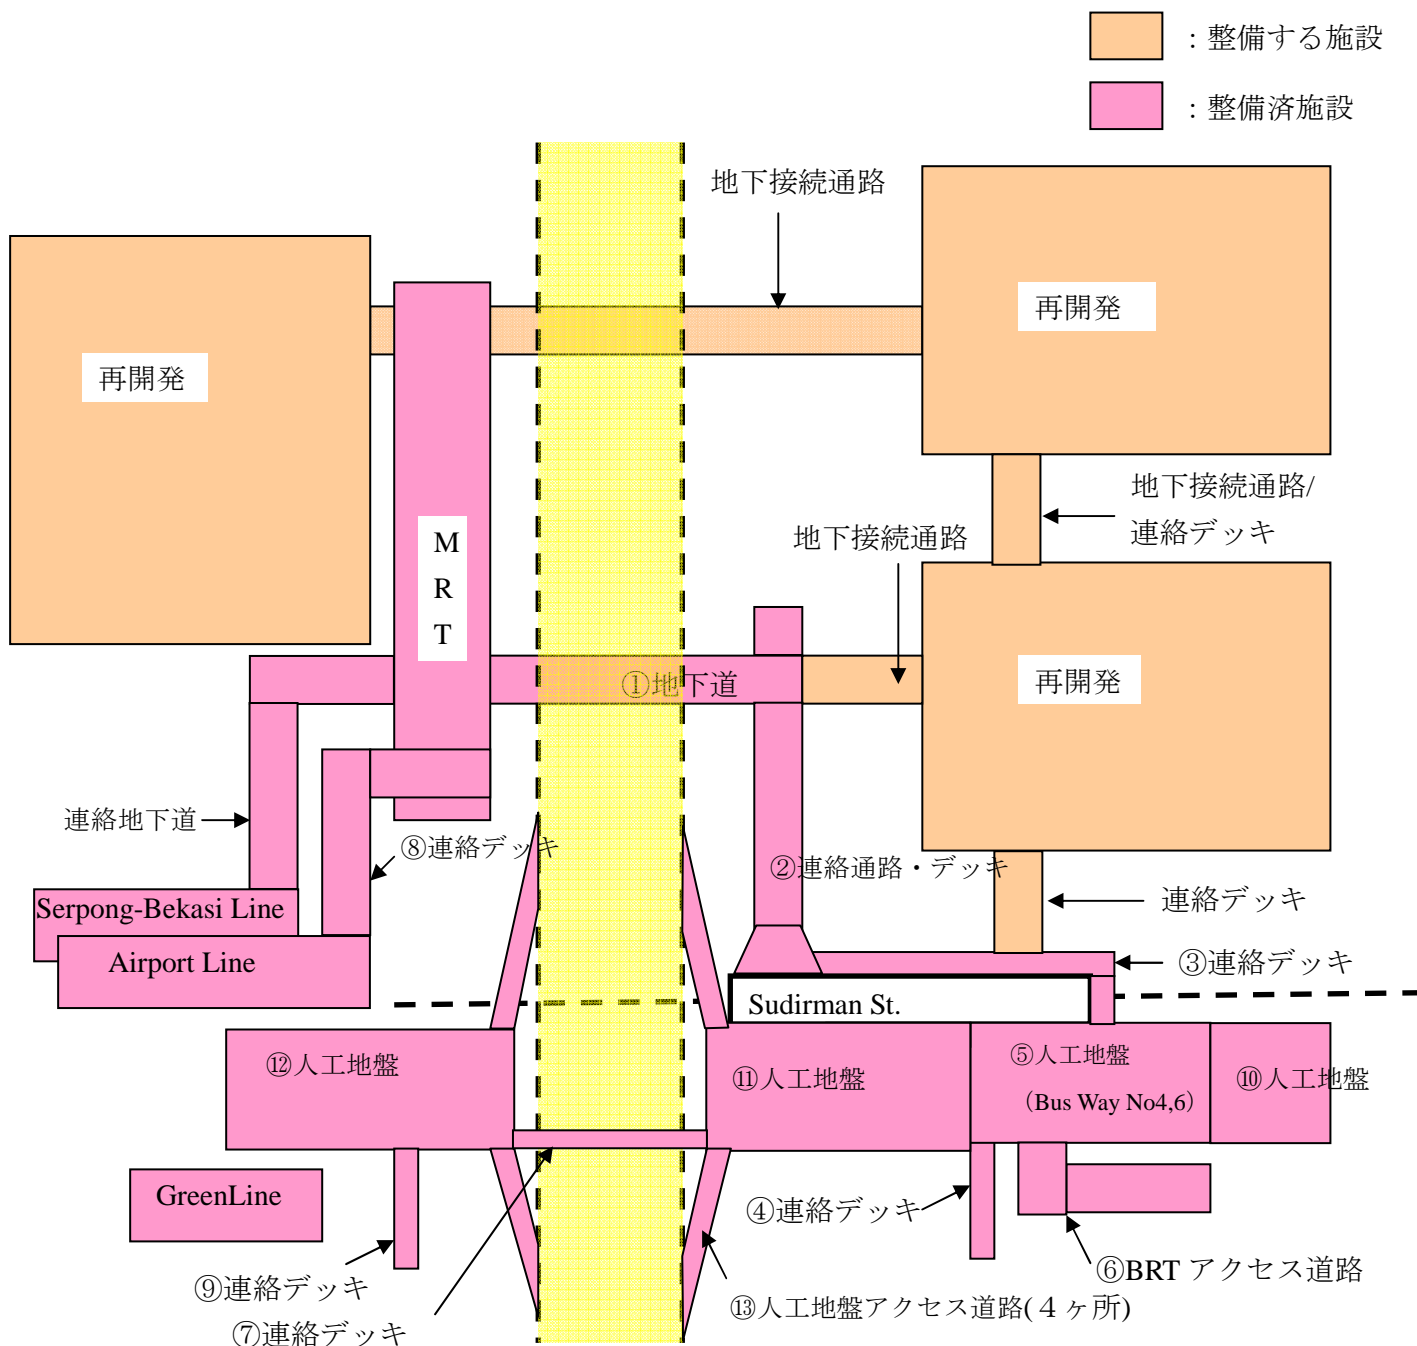 ：整備する施設
：整備済施設
地下接続通路
再開発
再開発
地下接続通路/
連絡デッキ
地下接続通路
M
R
T
①地下道
再開発
連絡地下道
⑧連絡デッキ
②連絡通路・デッキ
連絡デッキ
Serpong-Bekasi Line
Airport Line
③連絡デッキ
Sudirman St.
⑫人工地盤
⑪人工地盤
⑤人工地盤
（Bus Way No4,6）
⑩人工地盤
GreenLine
④連絡デッキ
⑨連絡デッキ
⑥BRT アクセス道路
⑬人工地盤アクセス道路(４ヶ所)
⑦連絡デッキ